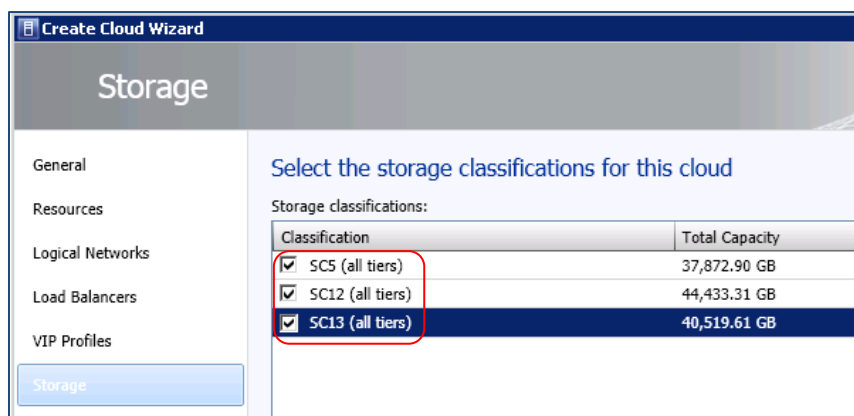 Create Cloud Wizard
Storage
General
Resources
Logical Networks
Load Balancers
VIP Profiles
Storage
Select the storage classifications for this cloud
Storage classifications:
Classification Total Capacity
SC5 (all tiers) 37,872.90 GB
SC12 (all tiers) 44,433.31 GB
SC13 (all tiers) 40,519.61 GB